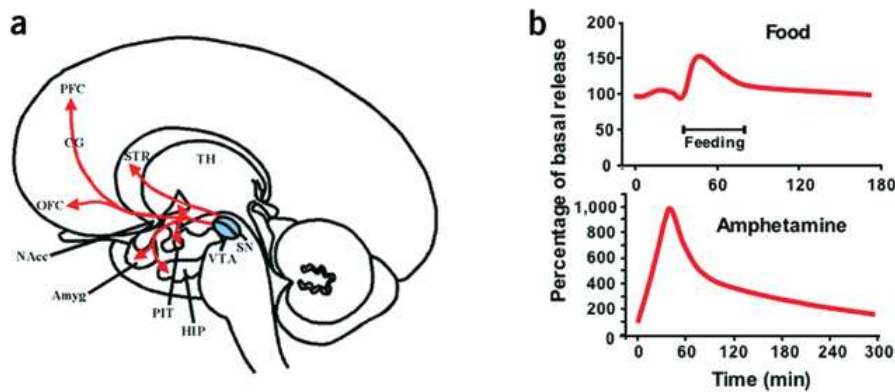 a
PFC
CG
STR
TH
OFC
NAcc
SN
VTA
Amyg
PIT
HIP
b
Percentage of basal release
200
150
100
50
0
Food
Feeding
0 60 120 180
1,000
800
600
400
200
0
Amphetamine
0 60 120 180 240 300
Time (min)